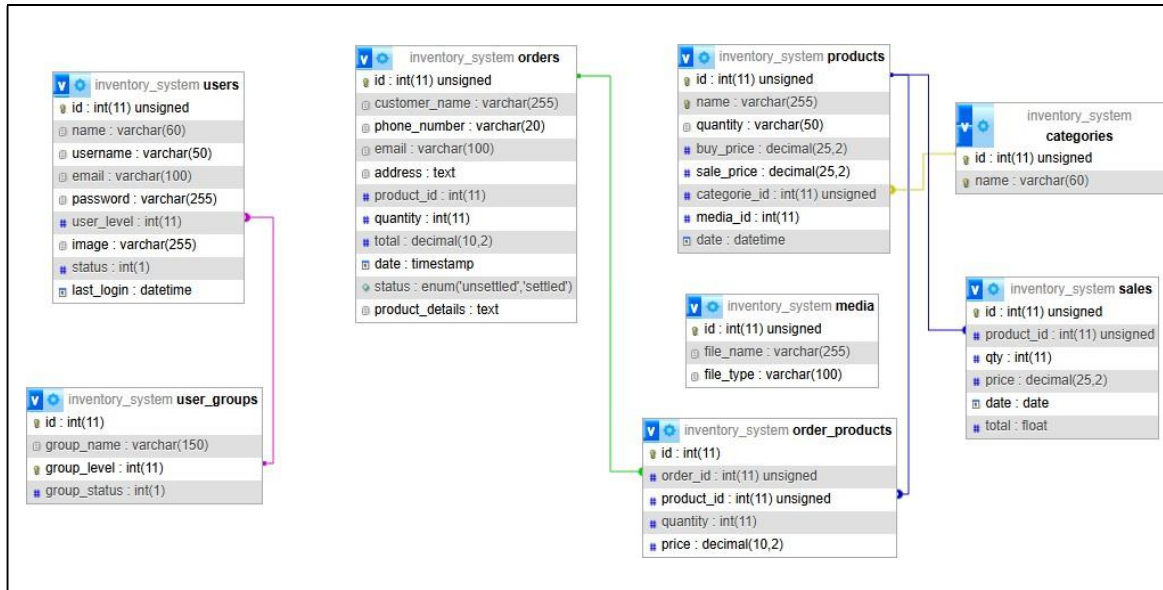 inventory_system users
id : int(11) unsigned
name : varchar(60)
username : varchar(50)
email : varchar(100)
password : varchar(255)
user_level : int(11)
image : varchar(255)
status : int(1)
last_login : datetime
inventory_system user_groups
id : int(11)
group_name : varchar(150)
group_level : int(11)
group_status : int(1)
inventory_system orders
id : int(11) unsigned
customer_name : varchar(255)
phone_number : varchar(20)
email : varchar(100)
address : text
product_id : int(11)
quantity : int(11)
total : decimal(10,2)
date : timestamp
status : enum('unsettled','settled')
product_details : text
inventory_system products
id : int(11) unsigned
name : varchar(255)
quantity : varchar(50)
buy_price : decimal(25,2)
sale_price : decimal(25,2)
categorie_id : int(11) unsigned
media_id : int(11)
date : datetime
inventory_system media
id : int(11) unsigned
file_name : varchar(255)
file_type : varchar(100)
inventory_system order_products
id : int(11)
order_id : int(11) unsigned
product_id : int(11) unsigned
quantity : int(11)
price : decimal(10,2)
inventory_system
categories
id : int(11) unsigned
name : varchar(60)
inventory_system sales
id : int(11) unsigned
product_id : int(11) unsigned
qty : int(11)
price : decimal(25,2)
date : date
total : float